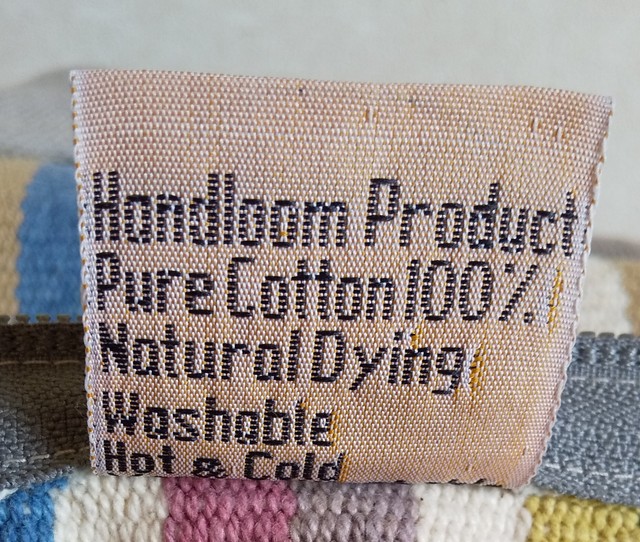 Handloom Product
Pure Cotton 100%
Natural Dying
Washable
Hot & Cold